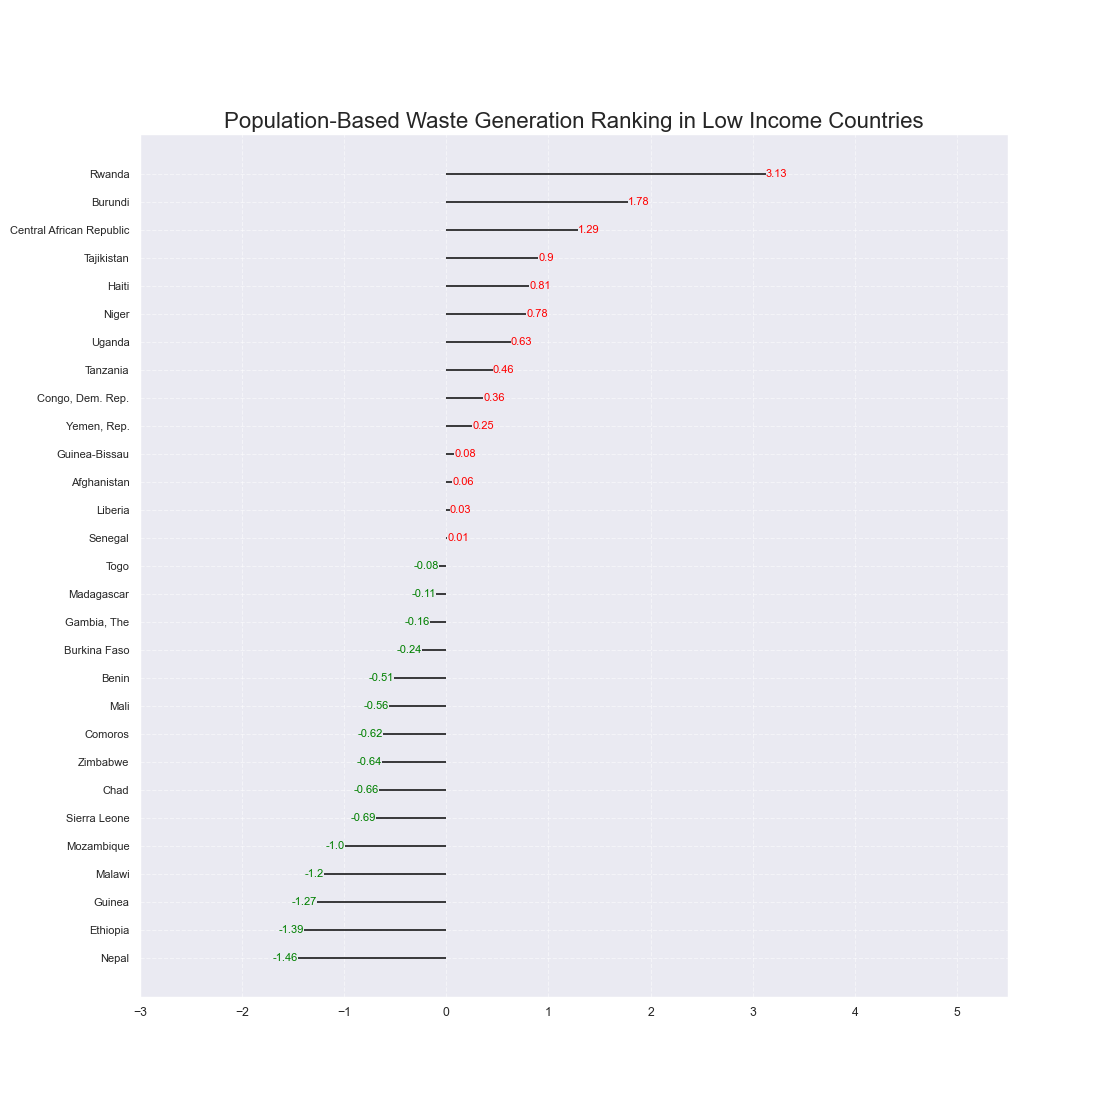 Population-Based Waste Generation Ranking in Low Income Countries
Rwanda 3.13
Burundi 1.78
Central African Republic 1.29
Tajikistan 0.9
Haiti 0.81
Niger 0.78
Uganda 0.63
Tanzania 0.46
Congo, Dem. Rep. 0.36
Yemen, Rep. 0.25
Guinea-Bissau 0.08
Afghanistan 0.06
Liberia 0.03
Senegal 0.01
Togo -0.08
Madagascar -0.11
Gambia, The -0.16
Burkina Faso -0.24
Benin -0.51
Mali -0.56
Comoros -0.62
Zimbabwe -0.64
Chad -0.66
Sierra Leone -0.69
Mozambique -1.0
Malawi -1.2
Guinea -1.27
Ethiopia -1.39
Nepal -1.46
−3 −2 −1 0 1 2 3 4 5